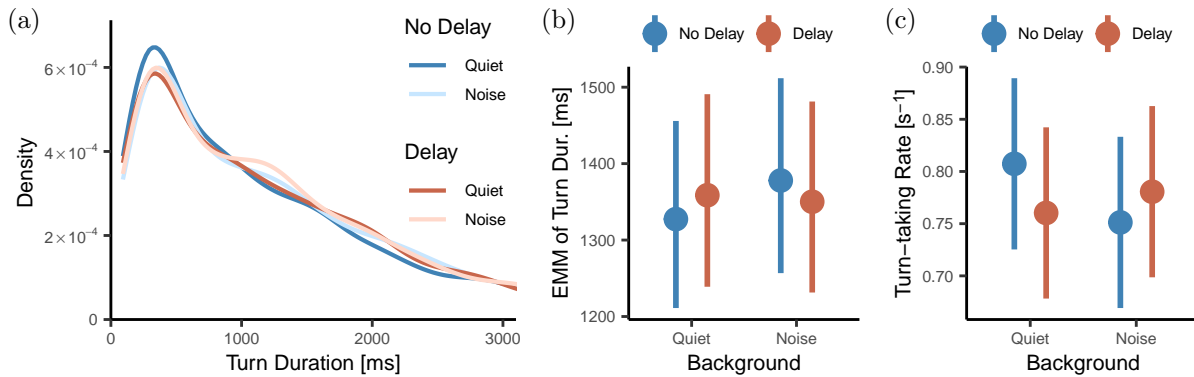 (a)
No Delay
Quiet
Noise
Delay
Quiet
Noise
Density
6×10⁻⁴
4×10⁻⁴
2×10⁻⁴
0
0 1000 2000 3000
Turn Duration [ms]
(b)
No Delay Delay
EMM of Turn Dur. [ms]
1500
1400
1300
1200
Quiet Noise
Background
(c)
No Delay Delay
Turn−taking Rate [s⁻¹]
0.90
0.85
0.80
0.75
0.70
Quiet Noise
Background